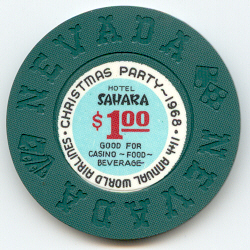 NEVADA
NEVADA
CHRISTMAS PARTY-1968 • 11th ANNUAL WORLD AIRLINES •
HOTEL
SAHARA
$1.00
GOOD FOR
CASINO-FOOD-
BEVERAGE